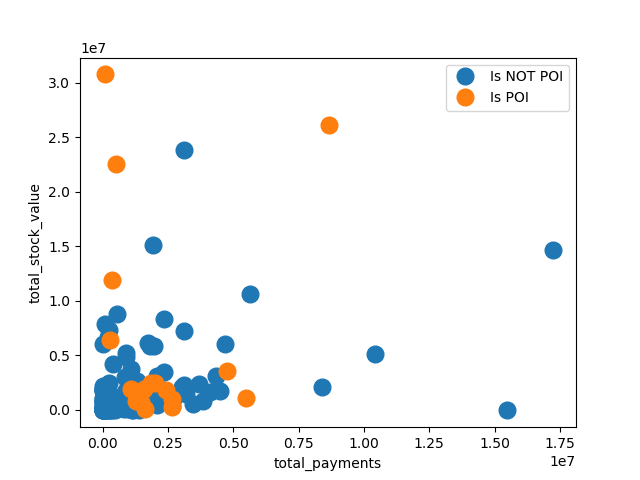 1e7
3.0
2.5
2.0
1.5
1.0
0.5
0.0
total_stock_value
Is NOT POI
Is POI
0.00 0.25 0.50 0.75 1.00 1.25 1.50 1.75
total_payments
1e7